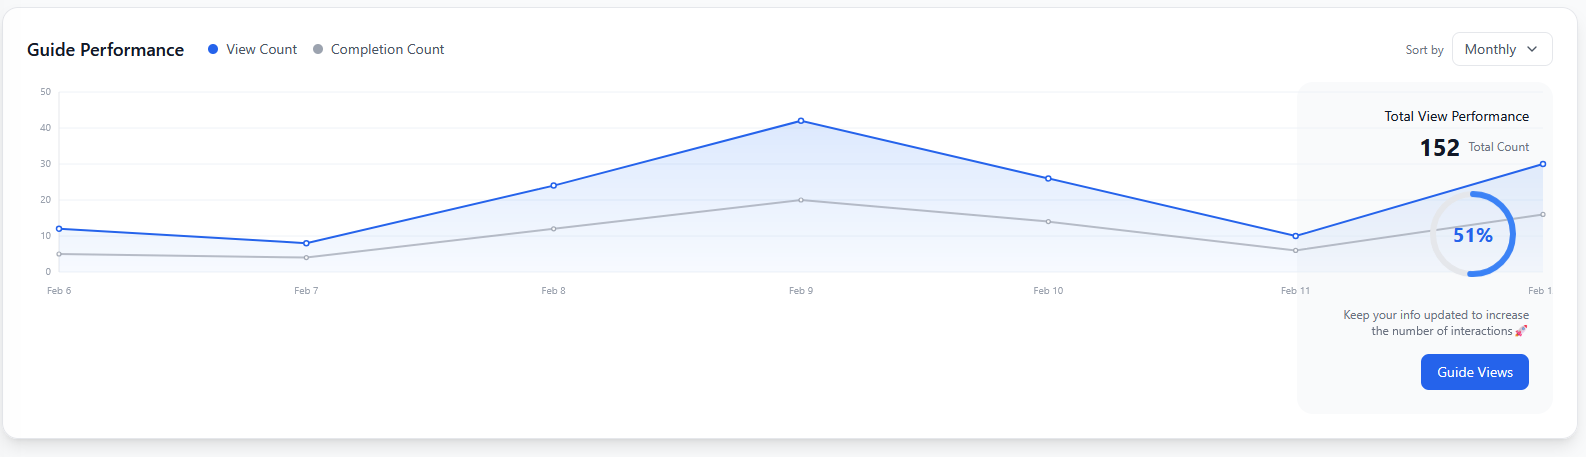 Guide Performance
View Count
Completion Count
Sort by
Monthly
50
40
30
20
10
0
Feb 6
Feb 7
Feb 8
Feb 9
Feb 10
Feb 11
Feb 1
Total View Performance
152 Total Count
51%
Keep your info updated to increase
the number of interactions 🚀
Guide Views